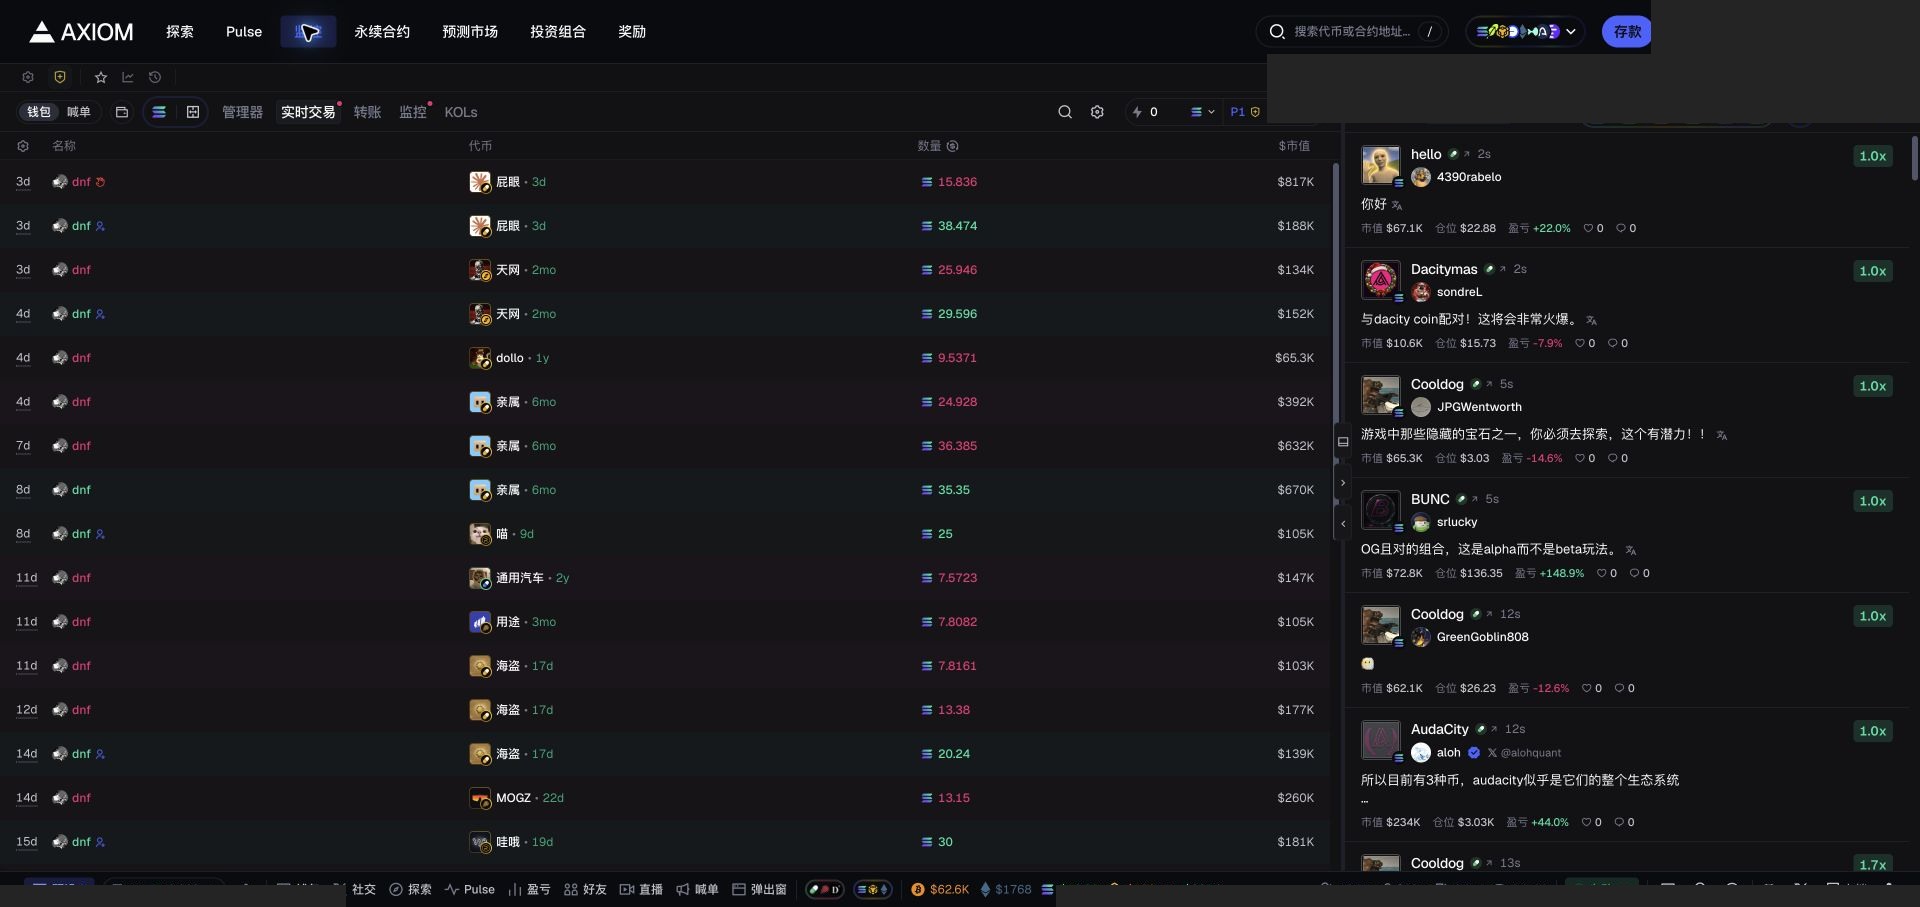 AXIOM 探索 Pulse 永续合约 预测市场 投资组合 奖励 搜索代币或合约地址... / 存款
钱包 喊单 管理器 实时交易 转账 监控 KOLs 0 P1
名称 代币 数量 $市值
3d dnf 屁眼 · 3d 15.836 $817K
3d dnf 屁眼 · 3d 38.474 $188K
3d dnf 天网 · 2mo 25.946 $134K
4d dnf 天网 · 2mo 29.596 $152K
4d dnf dollo · 1y 9.5371 $65.3K
4d dnf 亲属 · 6mo 24.928 $392K
7d dnf 亲属 · 6mo 36.385 $632K
8d dnf 亲属 · 6mo 35.35 $670K
8d dnf 喵 · 9d 25 $105K
11d dnf 通用汽车 · 2y 7.5723 $147K
11d dnf 用途 · 3mo 7.8082 $105K
11d dnf 海盗 · 17d 7.8161 $103K
12d dnf 海盗 · 17d 13.38 $177K
14d dnf 海盗 · 17d 20.24 $139K
14d dnf MOGZ · 22d 13.15 $260K
15d dnf 哇哦 · 19d 30 $181K
hello 2s 1.0x
4390rabelo
你好
市值 $67.1K 仓位 $22.88 盈亏 +22.0% 0 0
Dacitymas 2s 1.0x
sondreL
与dacity coin配对！这将会非常火爆。
市值 $10.6K 仓位 $15.73 盈亏 -7.9% 0 0
Cooldog 5s 1.0x
JPGWentworth
游戏中那些隐藏的宝石之一，你必须去探索，这个有潜力！！
市值 $65.3K 仓位 $3.03 盈亏 -14.6% 0 0
BUNC 5s 1.0x
srlucky
OG且对的组合，这是alpha而不是beta玩法。
市值 $72.8K 仓位 $136.35 盈亏 +148.9% 0 0
Cooldog 12s 1.0x
GreenGoblin808
市值 $62.1K 仓位 $26.23 盈亏 -12.6% 0 0
AudaCity 12s 1.0x
aloh @alohquant
所以目前有3种币，audacity似乎是它们的整个生态系统
...
市值 $234K 仓位 $3.03K 盈亏 +44.0% 0 0
Cooldog 13s 1.7x
社交 探索 Pulse 盈亏 好友 直播 喊单 弹出窗 $62.6K $1768